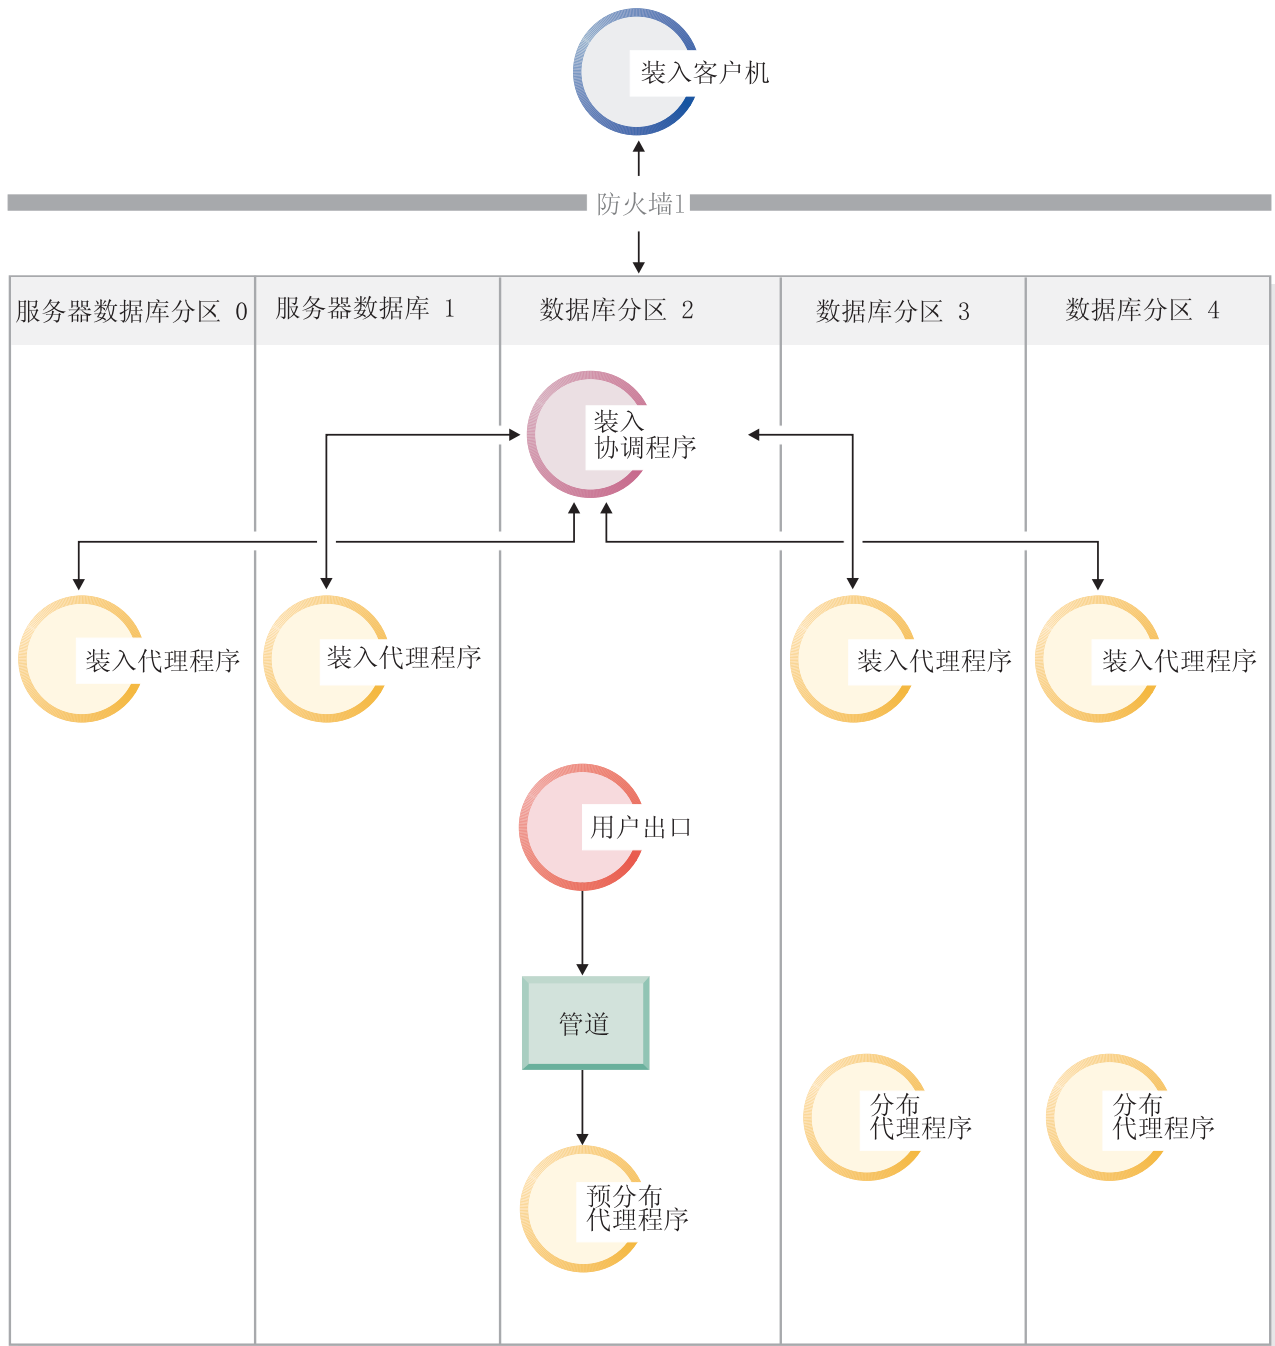 装入客户机
防火墙1
服务器数据库分区 0
服务器数据库 1
数据库分区 2
数据库分区 3
数据库分区 4
装入
协调程序
装入代理程序
装入代理程序
装入代理程序
装入代理程序
用户出口
管道
分布
代理程序
分布
代理程序
预分布
代理程序